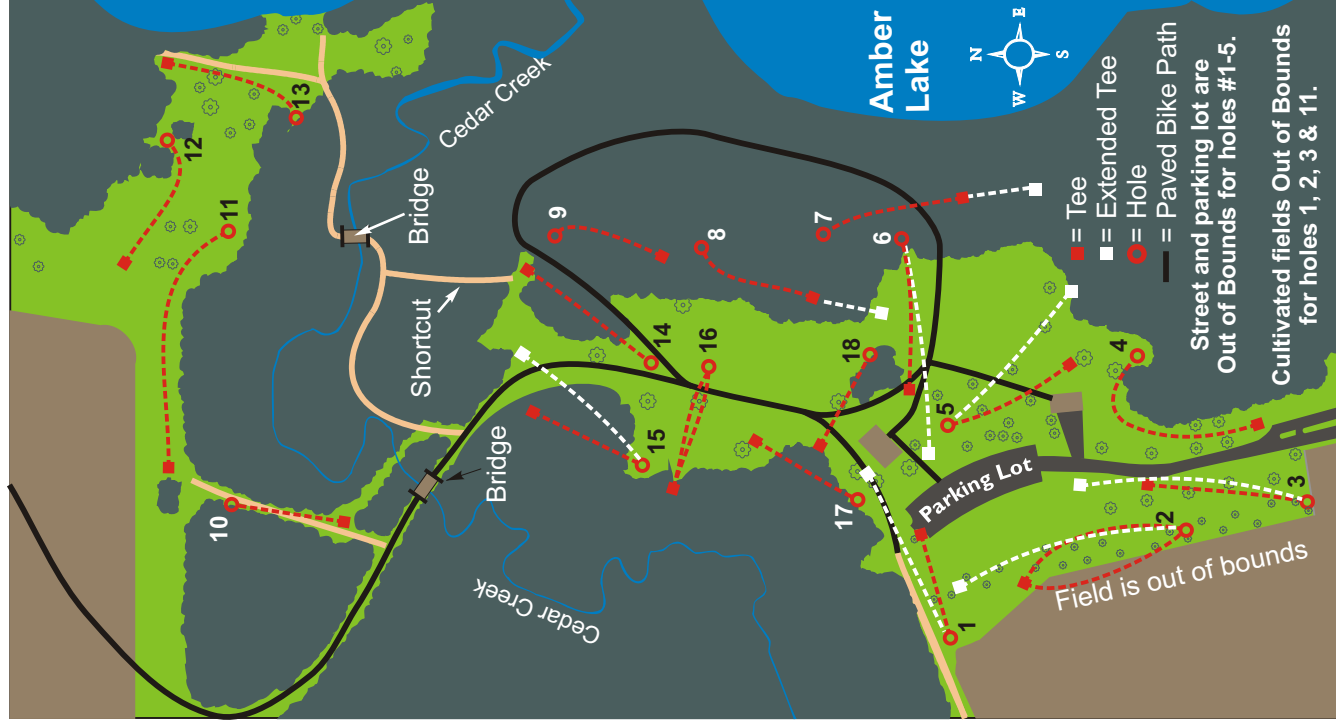 12
13
11
10
Cedar Creek
Bridge
Shortcut
Bridge
Cedar Creek
9
8
7
6
14
16
15
18
17
5
4
Parking Lot
1
2
3
Field is out of bounds
Amber
Lake
N
E
S
W
= Tee
= Extended Tee
= Hole
= Paved Bike Path
Street and parking lot are
Out of Bounds for holes #1-5.
Cultivated fields Out of Bounds
for holes 1, 2, 3 & 11.